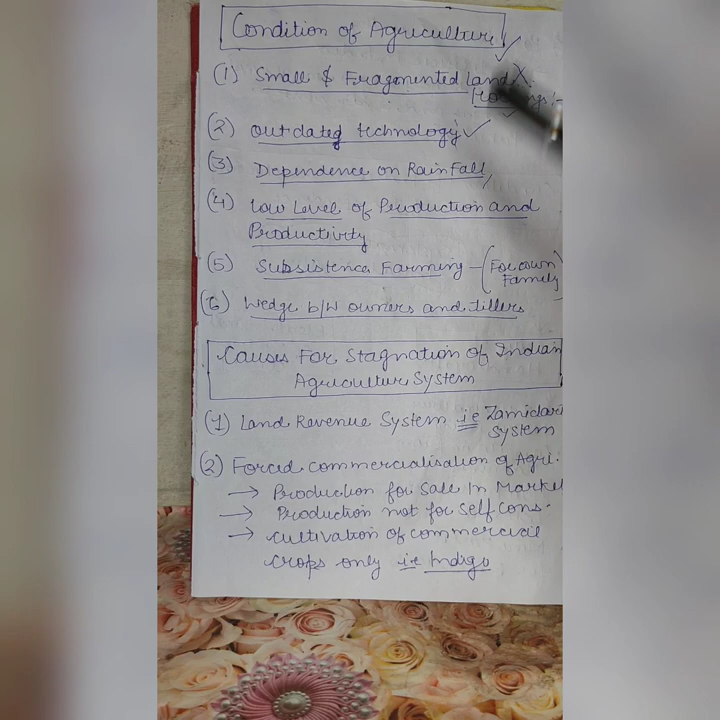 Condition of Agriculture
(1) Small & Fragmented Land
Holdings :-
(2) Outdated technology
(3) Dependence on RainFall
(4) Low Level of Production and
Productivity
(5) Subsistence Farming - (For own
Family)
(6) Wedge b/w owners and tillers
Causes For Stagnation of Indian
Agriculture System
(1) Land Revenue System i.e Zamidari
System
(2) Forced commercialisation of Agri.
→ Production for Sale In Market
→ Production not for self cons.
→ cultivation of commercial
crops only i.e Indigo